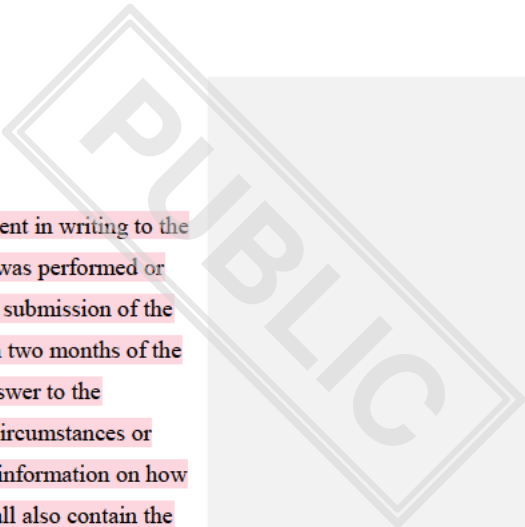 ent in writing to the
was performed or
submission of the
two months of the
swer to the
ircumstances or
information on how
all also contain the
PUBLIC